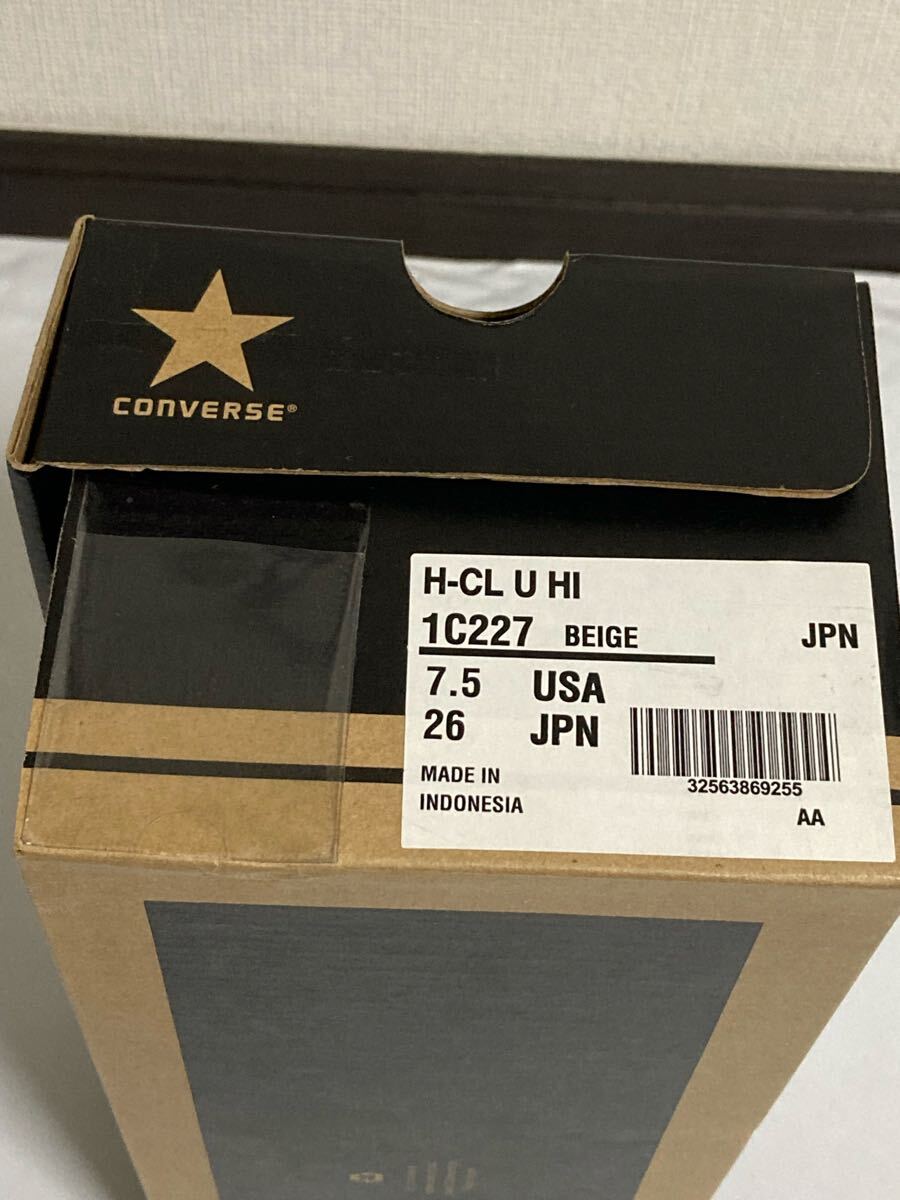 CONVERSE®
H-CL U HI
1C227 BEIGE JPN
7.5 USA
26 JPN
MADE IN
INDONESIA
32563869255
AA